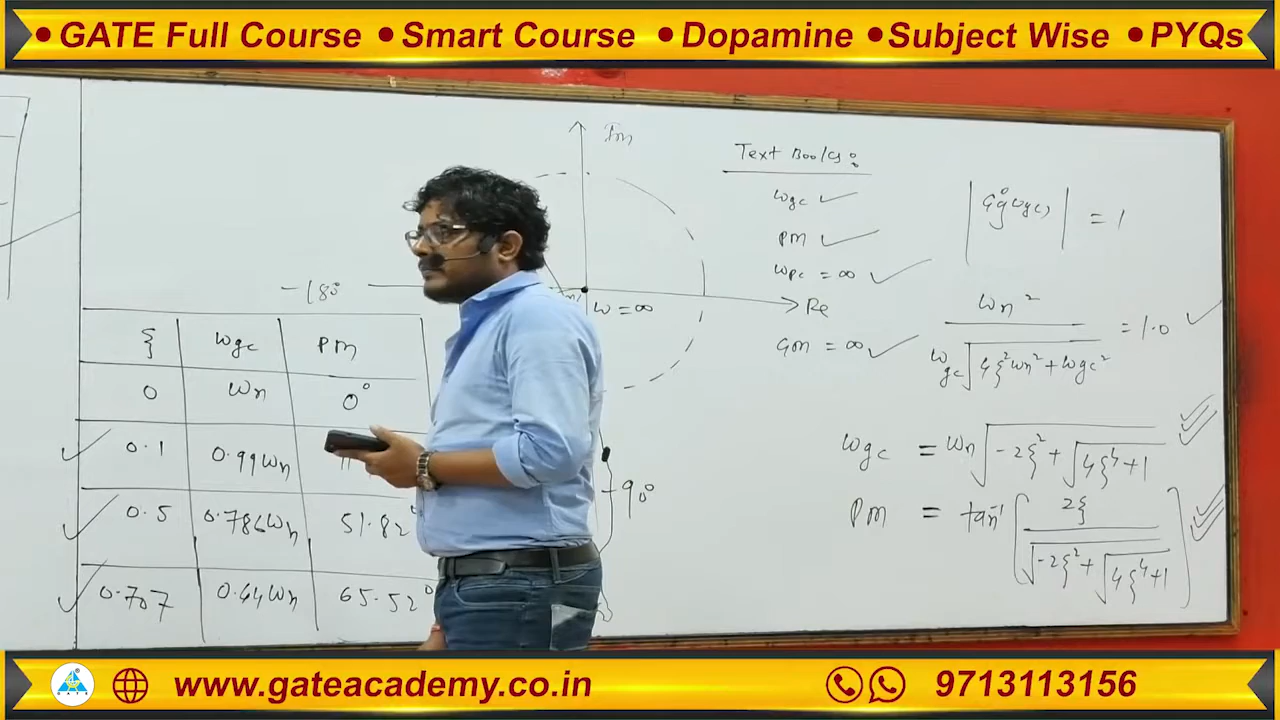 • GATE Full Course • Smart Course • Dopamine • Subject Wise • PYQs
Im
-180°
ω = ∞
Re
ξ ωgc PM
0 ωn 0°
0.1 0.99ωn
0.5 0.786ωn 51.82°
0.707 0.64ωn 65.52°
90°
Text Books:
ωgc ✓
PM ✓
ωpc = ∞ ✓
GM = ∞ ✓
|G(jωgc)| = 1
ωn² / ωgc√(4ξ²ωn² + ωgc²) = 1.0 ✓
ωgc = ωn√(-2ξ² + √(4ξ⁴+1))
PM = tan⁻¹[2ξ / √(-2ξ² + √(4ξ⁴+1))]
GATE
www.gateacademy.co.in
9713113156